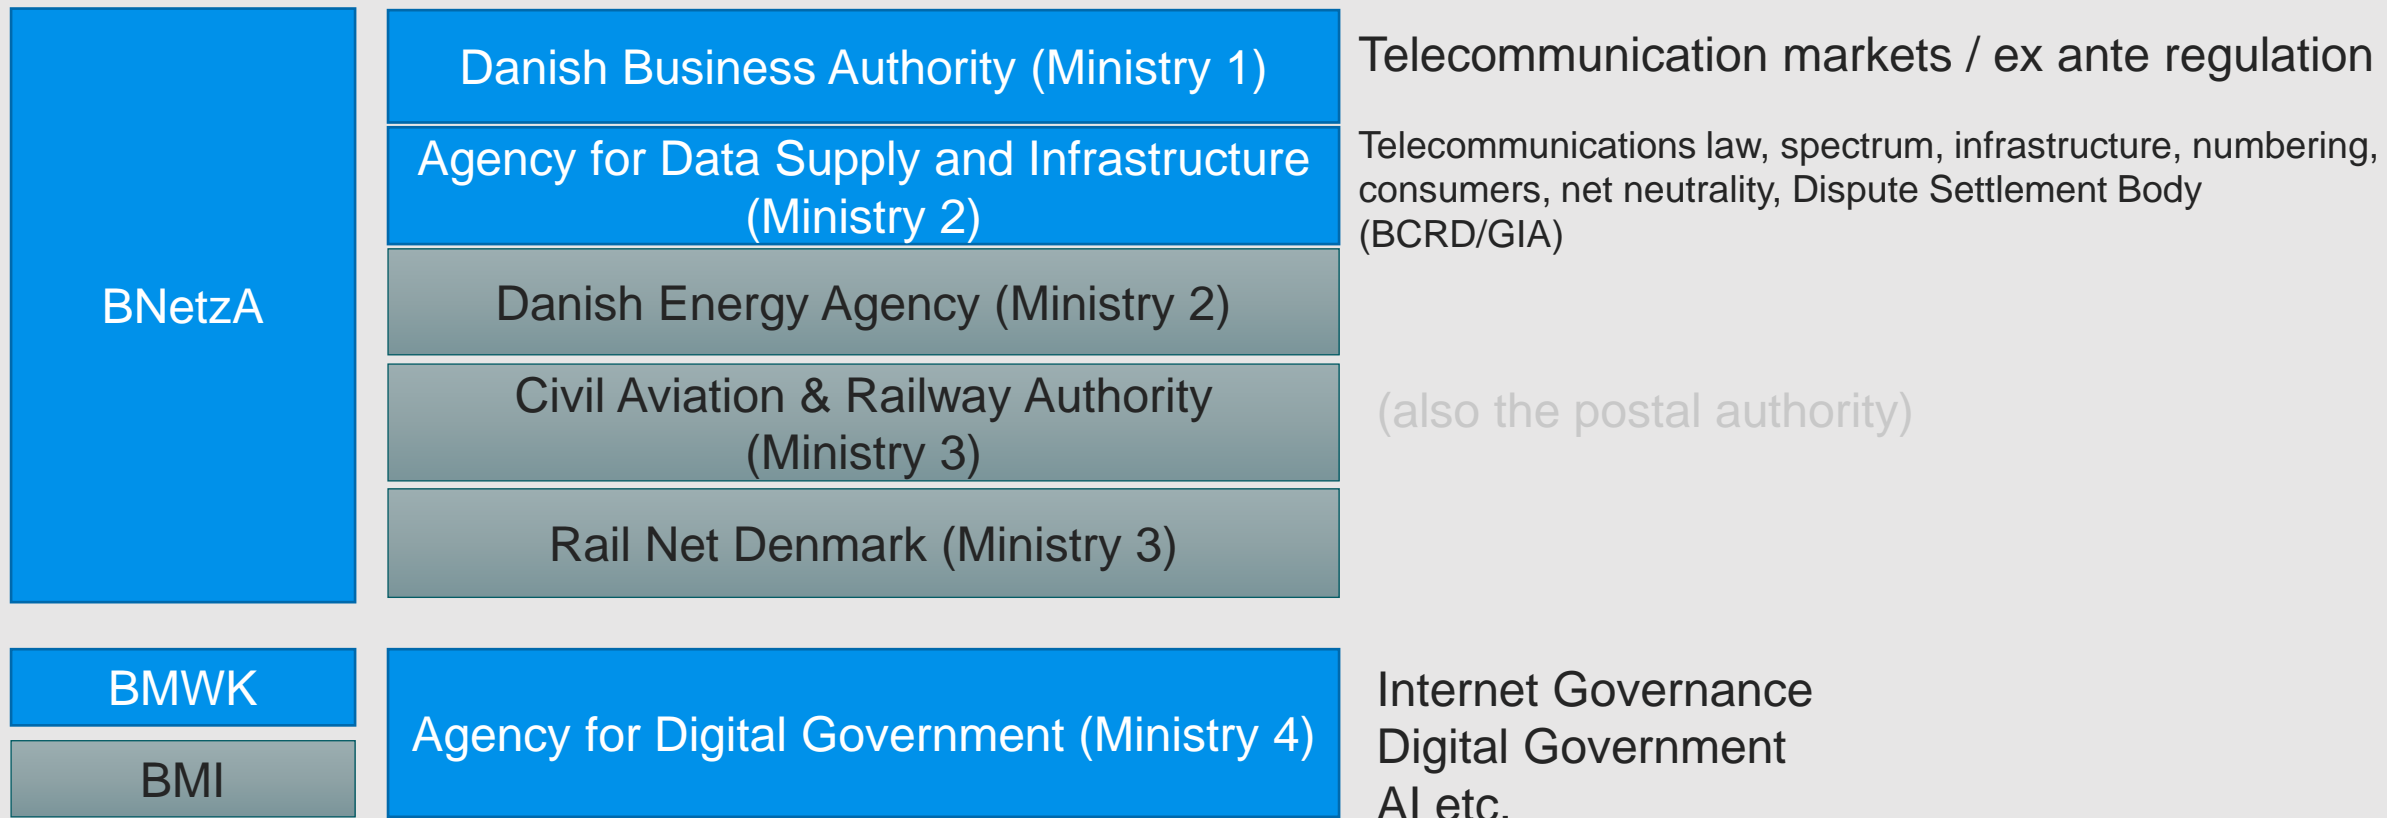 BNetzA
Danish Business Authority (Ministry 1)
Telecommunication markets / ex ante regulation
Agency for Data Supply and Infrastructure
(Ministry 2)
Telecommunications law, spectrum, infrastructure, numbering,
consumers, net neutrality, Dispute Settlement Body
(BCRD/GIA)
Danish Energy Agency (Ministry 2)
Civil Aviation & Railway Authority
(Ministry 3)
(also the postal authority)
Rail Net Denmark (Ministry 3)
BMWK
BMI
Agency for Digital Government (Ministry 4)
Internet Governance
Digital Government
AI etc.